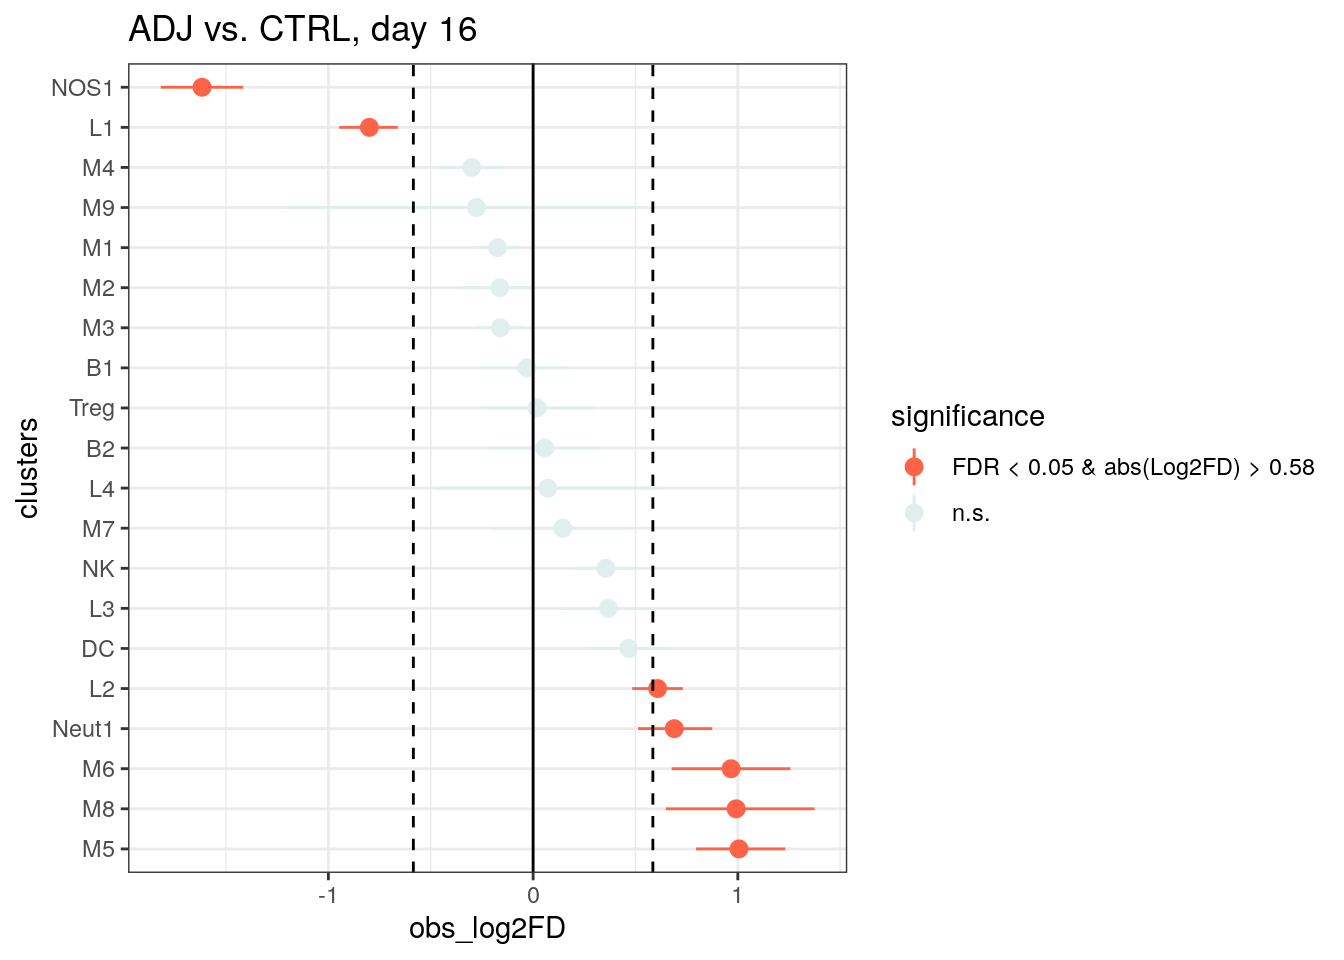 ADJ vs. CTRL, day 16
NOS1
L1
M4
M9
M1
M2
M3
B1
Treg
B2
L4
M7
NK
L3
DC
L2
Neut1
M6
M8
M5
clusters
-1
0
1
obs_log2FD
significance
FDR < 0.05 & abs(Log2FD) > 0.58
n.s.